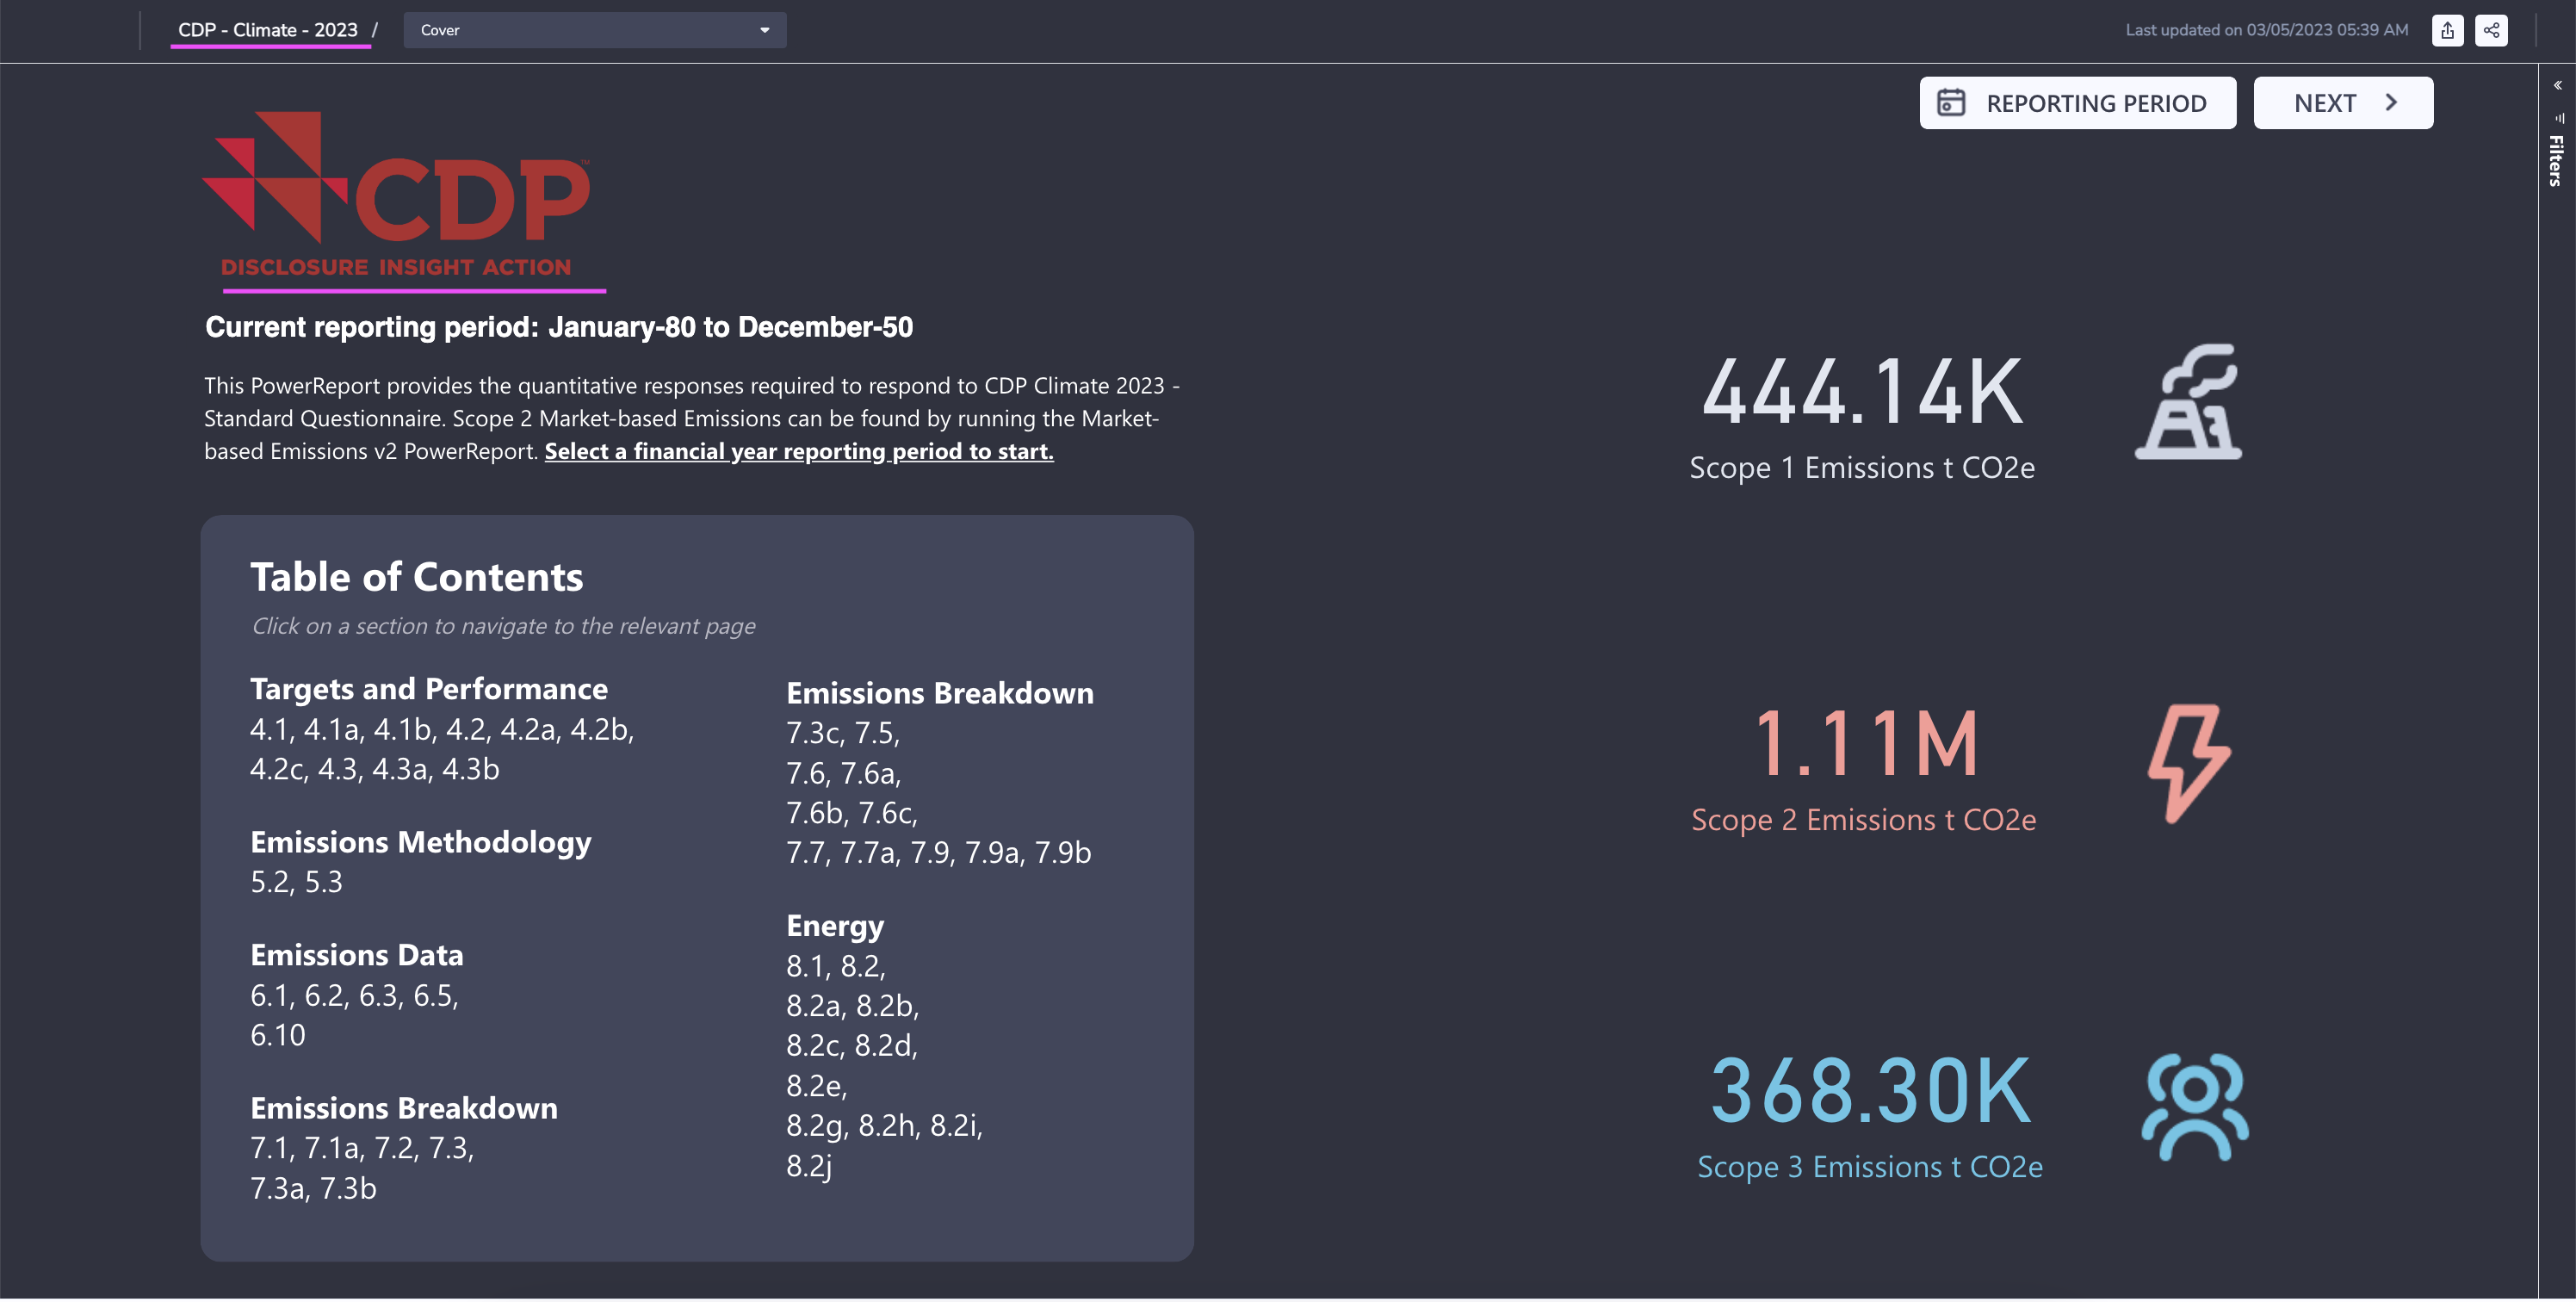 CDP - Climate - 2023 /
Cover
Last updated on 03/05/2023 05:39 AM
REPORTING PERIOD
NEXT
Filters
CDP™
DISCLOSURE INSIGHT ACTION
Current reporting period: January-80 to December-50
This PowerReport provides the quantitative responses required to respond to CDP Climate 2023 -
Standard Questionnaire. Scope 2 Market-based Emissions can be found by running the Market-
based Emissions v2 PowerReport. Select a financial year reporting period to start.
Table of Contents
Click on a section to navigate to the relevant page
Targets and Performance
4.1, 4.1a, 4.1b, 4.2, 4.2a, 4.2b,
4.2c, 4.3, 4.3a, 4.3b
Emissions Methodology
5.2, 5.3
Emissions Data
6.1, 6.2, 6.3, 6.5,
6.10
Emissions Breakdown
7.1, 7.1a, 7.2, 7.3,
7.3a, 7.3b
Emissions Breakdown
7.3c, 7.5,
7.6, 7.6a,
7.6b, 7.6c,
7.7, 7.7a, 7.9, 7.9a, 7.9b
Energy
8.1, 8.2,
8.2a, 8.2b,
8.2c, 8.2d,
8.2e,
8.2g, 8.2h, 8.2i,
8.2j
444.14K
Scope 1 Emissions t CO2e
1.11M
Scope 2 Emissions t CO2e
368.30K
Scope 3 Emissions t CO2e